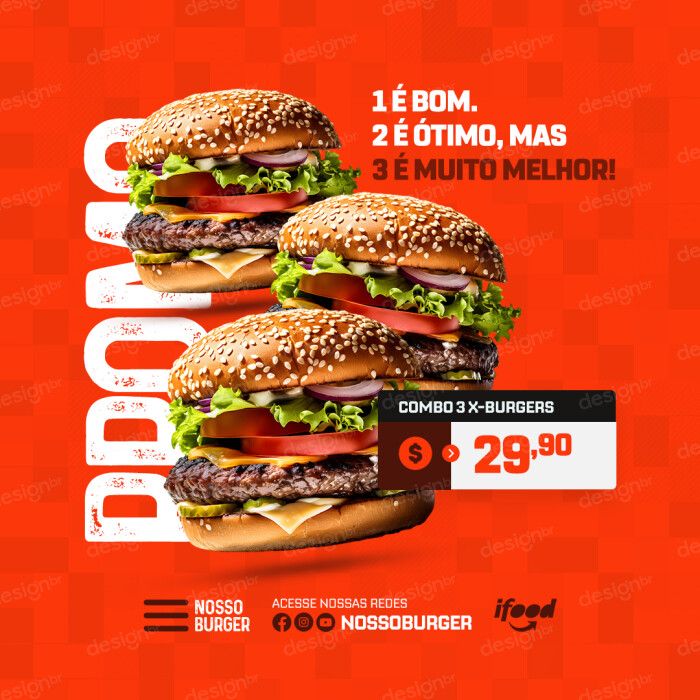 PROMO
1 É BOM.
2 É ÓTIMO, MAS
3 É MUITO MELHOR!
COMBO 3 X-BURGERS
$ 29,90
NOSSO
BURGER
ACESSE NOSSAS REDES
NOSSOBURGER
ifood
designbr